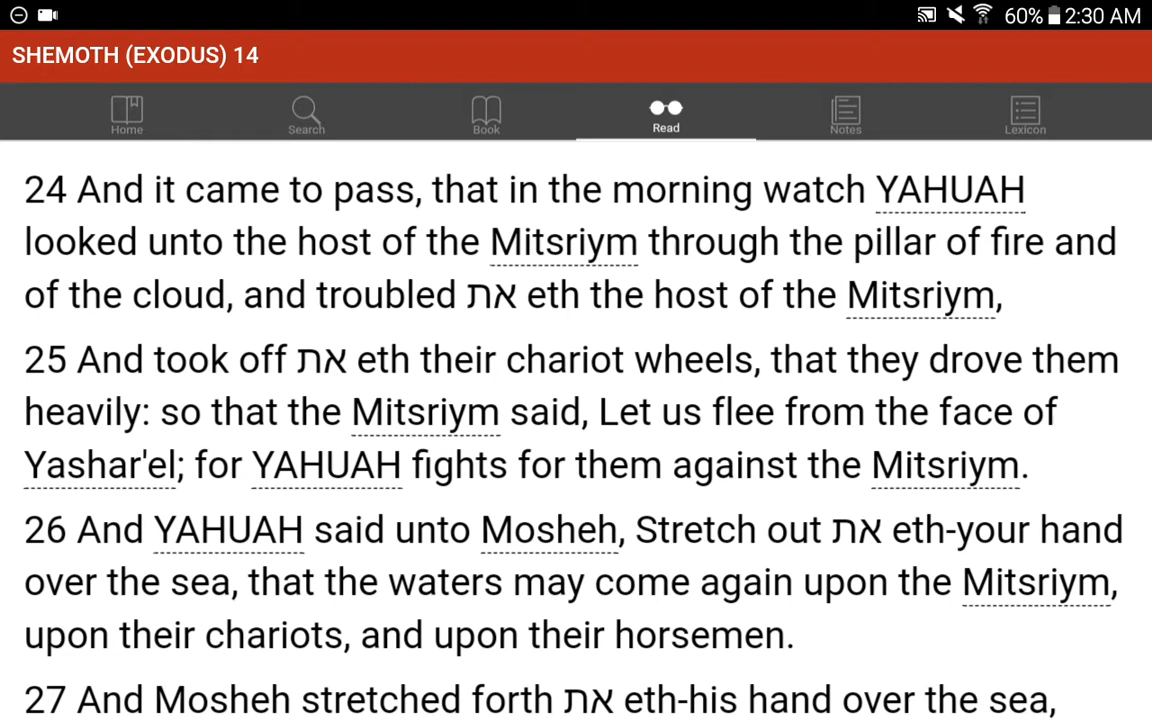 60% 2:30 AM
SHEMOTH (EXODUS) 14
Home Search Book Read Notes Lexicon
24 And it came to pass, that in the morning watch YAHUAH
looked unto the host of the Mitsriym through the pillar of fire and
of the cloud, and troubled את eth the host of the Mitsriym,
25 And took off את eth their chariot wheels, that they drove them
heavily: so that the Mitsriym said, Let us flee from the face of
Yashar'el; for YAHUAH fights for them against the Mitsriym.
26 And YAHUAH said unto Mosheh, Stretch out את eth-your hand
over the sea, that the waters may come again upon the Mitsriym,
upon their chariots, and upon their horsemen.
27 And Mosheh stretched forth את eth-his hand over the sea,